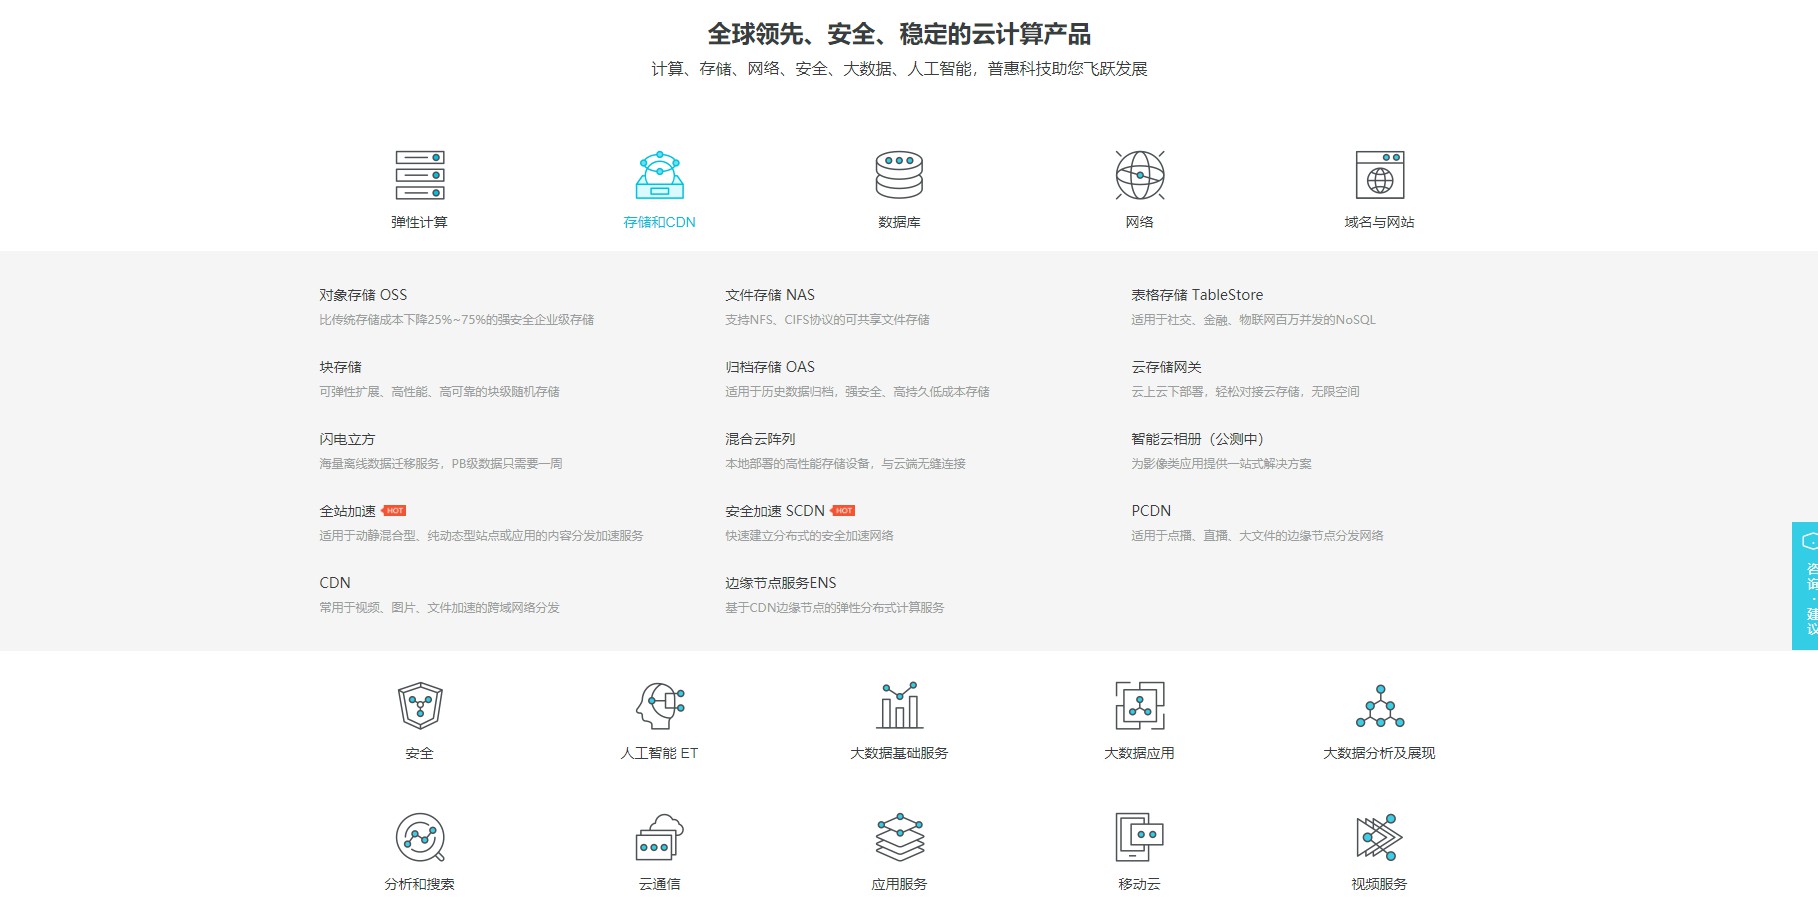 全球领先、安全、稳定的云计算产品
计算、存储、网络、安全、大数据、人工智能，普惠科技助您飞跃发展
弹性计算
存储和CDN
数据库
网络
域名与网站
对象存储 OSS
比传统存储成本下降25%~75%的强安全企业级存储
文件存储 NAS
支持NFS、CIFS协议的可共享文件存储
表格存储 TableStore
适用于社交、金融、物联网百万并发的NoSQL
块存储
可弹性扩展、高性能、高可靠的块级随机存储
归档存储 OAS
适用于历史数据归档，强安全、高持久低成本存储
云存储网关
云上云下部署，轻松对接云存储，无限空间
闪电立方
海量离线数据迁移服务，PB级数据只需要一周
混合云阵列
本地部署的高性能存储设备，与云端无缝连接
智能云相册（公测中）
为影像类应用提供一站式解决方案
全站加速 HOT
适用于动静混合型、纯动态型站点或应用的内容分发加速服务
安全加速 SCDN HOT
快速建立分布式的安全加速网络
PCDN
适用于点播、直播、大文件的边缘节点分发网络
CDN
常用于视频、图片、文件加速的跨域网络分发
边缘节点服务ENS
基于CDN边缘节点的弹性分布式计算服务
咨询·建议
安全
人工智能 ET
大数据基础服务
大数据应用
大数据分析及展现
分析和搜索
云通信
应用服务
移动云
视频服务